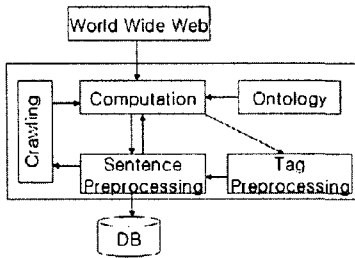 World Wide Web
Crawling
Computation
Ontology
Sentence
Preprocessing
Tag
Preprocessing
DB